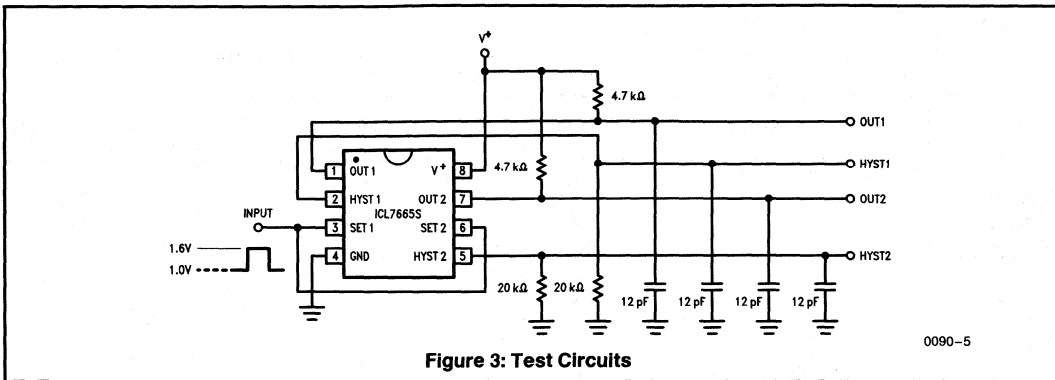 V+
4.7 kΩ
OUT1
HYST1
4.7 kΩ
OUT2
1 OUT 1 V+ 8
2 HYST 1 OUT 2 7
ICL7665S
INPUT
3 SET 1 SET 2 6
4 GND HYST 2 5
1.6V
1.0V
HYST2
20 kΩ 20 kΩ 12 pF 12 pF 12 pF 12 pF
0090-5
Figure 3: Test Circuits